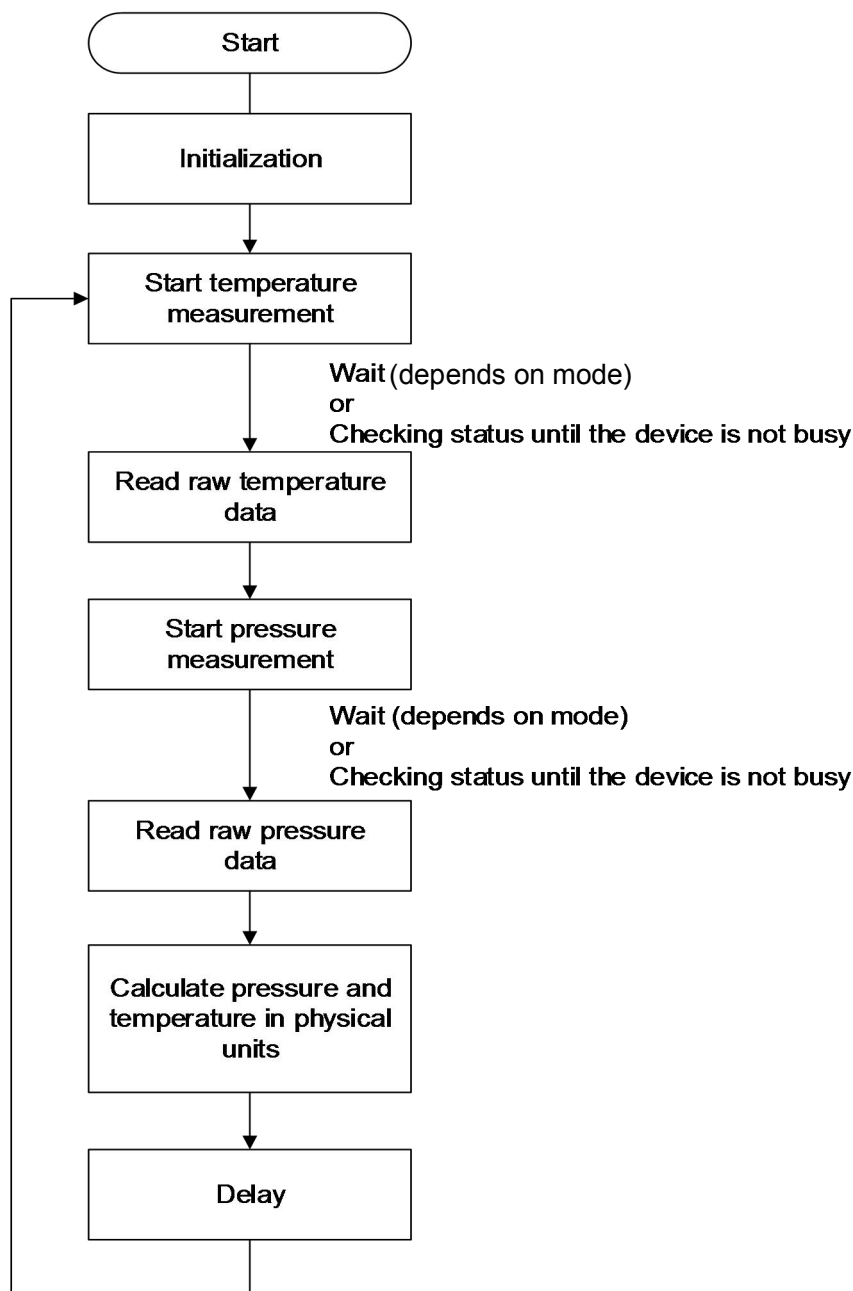 Start
Initialization
Start temperature
measurement
Wait (depends on mode)
or
Checking status until the device is not busy
Read raw temperature
data
Start pressure
measurement
Wait (depends on mode)
or
Checking status until the device is not busy
Read raw pressure
data
Calculate pressure and
temperature in physical
units
Delay